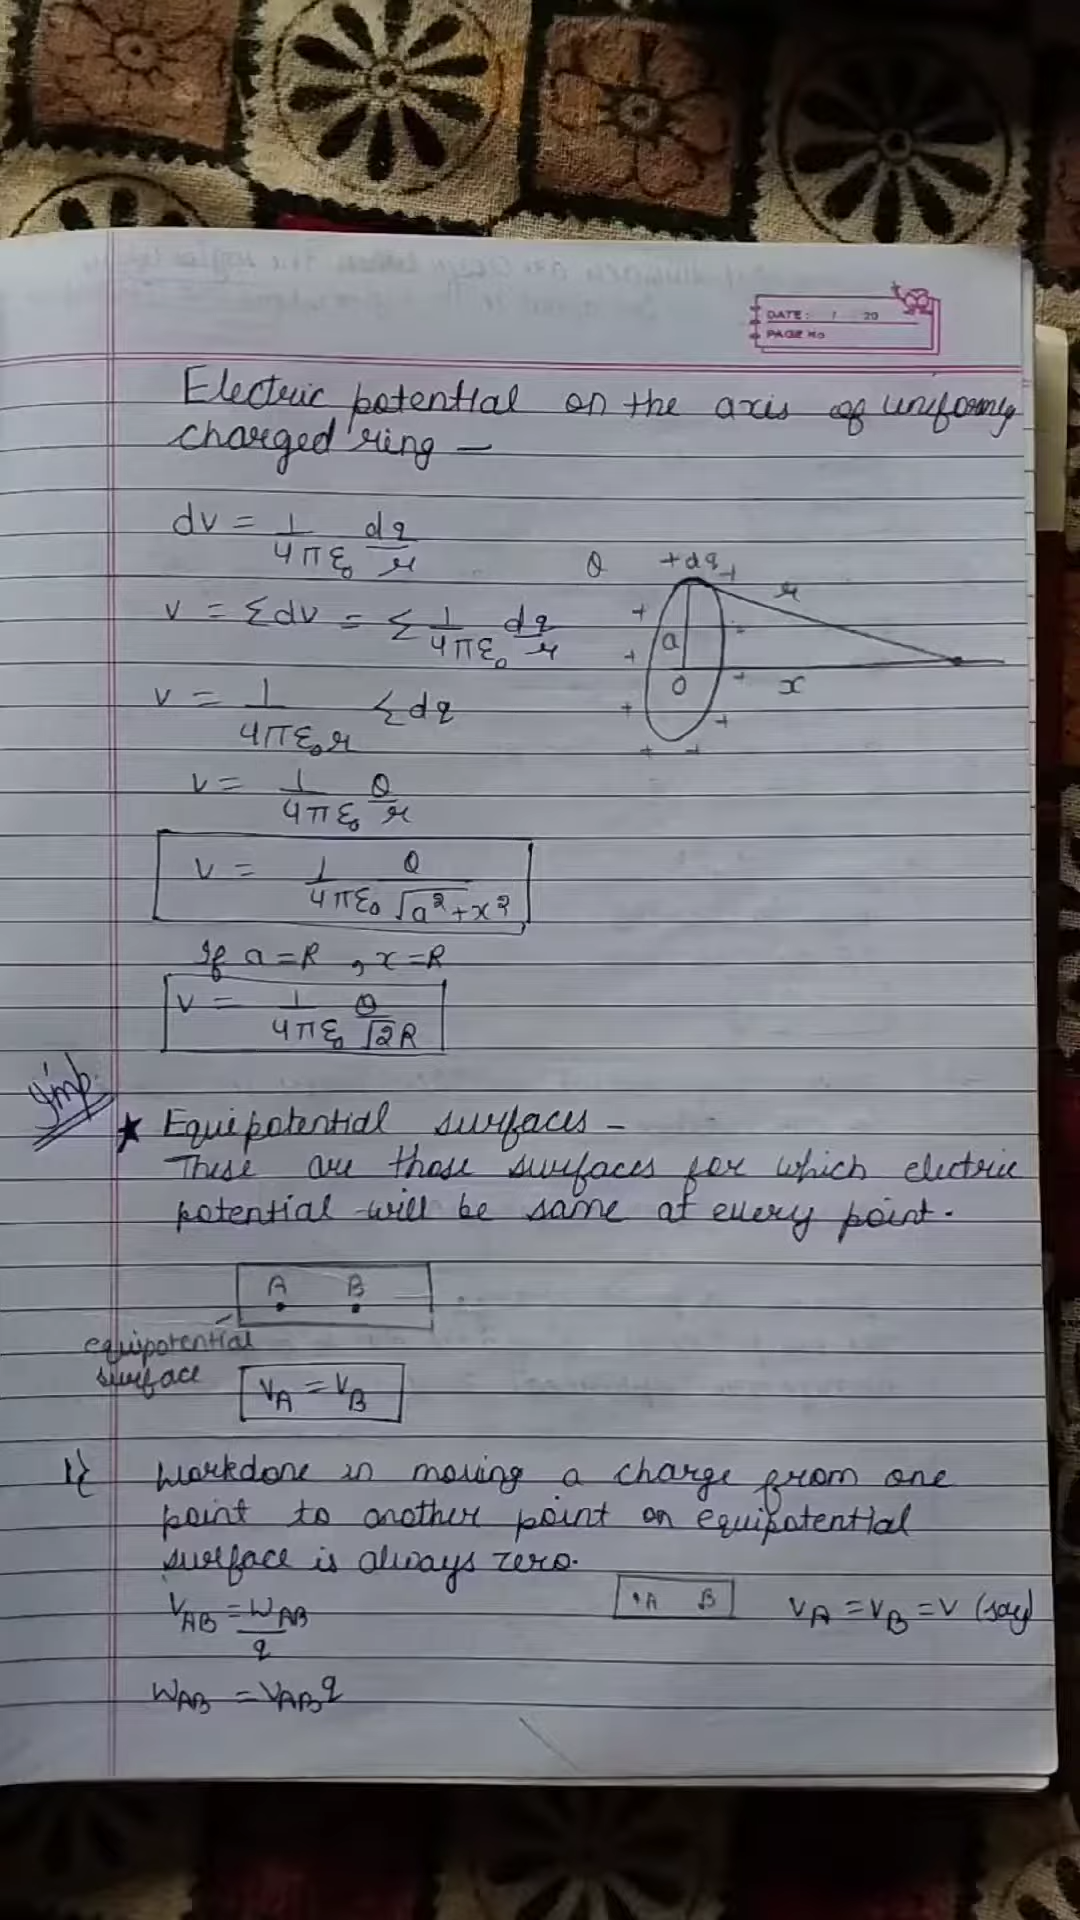 DATE: / 20
PAGE No
Electric potential on the axis of uniformly
charged ring –
dv = 1/4πε₀ dq/r
Q +dq
v = Σdv = Σ 1/4πε₀ dq/r
r
a
O x
v = 1/4πε₀r Σdq
v = 1/4πε₀ Q/r
v = 1/4πε₀ Q/√a²+x²
If a=R , x=R
v = 1/4πε₀ Q/√2R
Imp.
★ Equipotential surfaces –
These are those surfaces for which electric
potential will be same at every point.
A B
equipotential
surface
VA = VB
1} Workdone in moving a charge from one
point to another point on equipotential
surface is always zero.
VAB = WAB/q
A B VA = VB = V (say)
WAB = VAB q